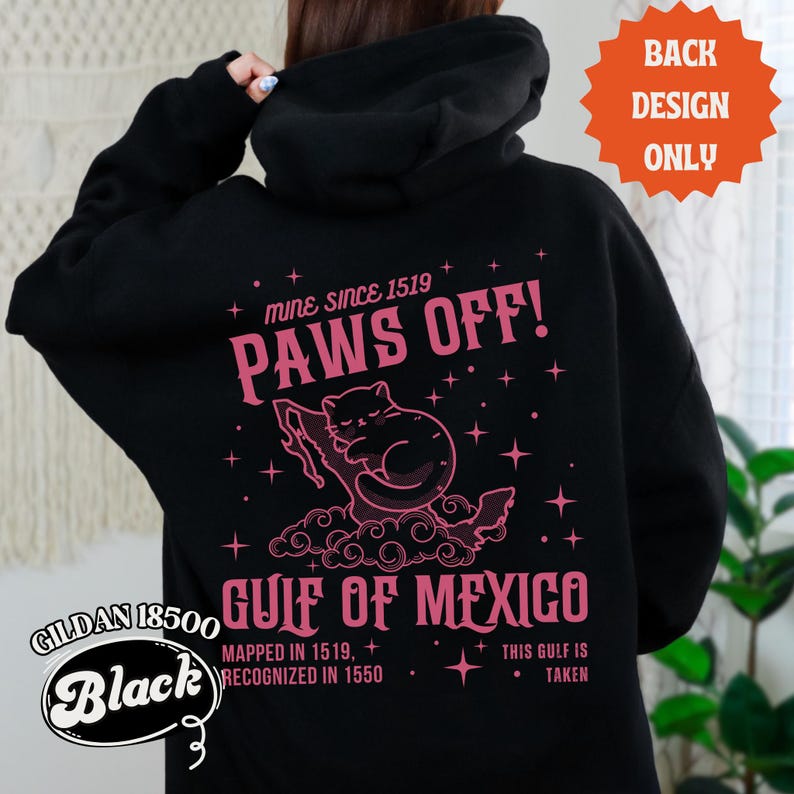 BACK
DESIGN
ONLY
MINE SINCE 1519
PAWS OFF!
GULF OF MEXICO
MAPPED IN 1519,
RECOGNIZED IN 1550
THIS GULF IS
TAKEN
GILDAN 18500
Black